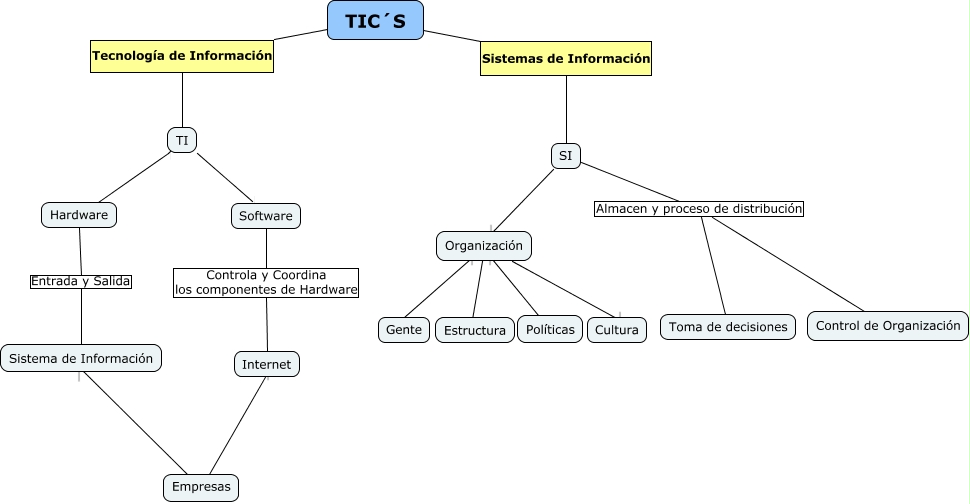 TIC´S
Tecnología de Información
Sistemas de Información
TI
SI
Hardware
Software
Almacen y proceso de distribución
Organización
Entrada y Salida
Controla y Coordina
los componentes de Hardware
Gente
Estructura
Políticas
Cultura
Toma de decisiones
Control de Organización
Sistema de Información
Internet
Empresas